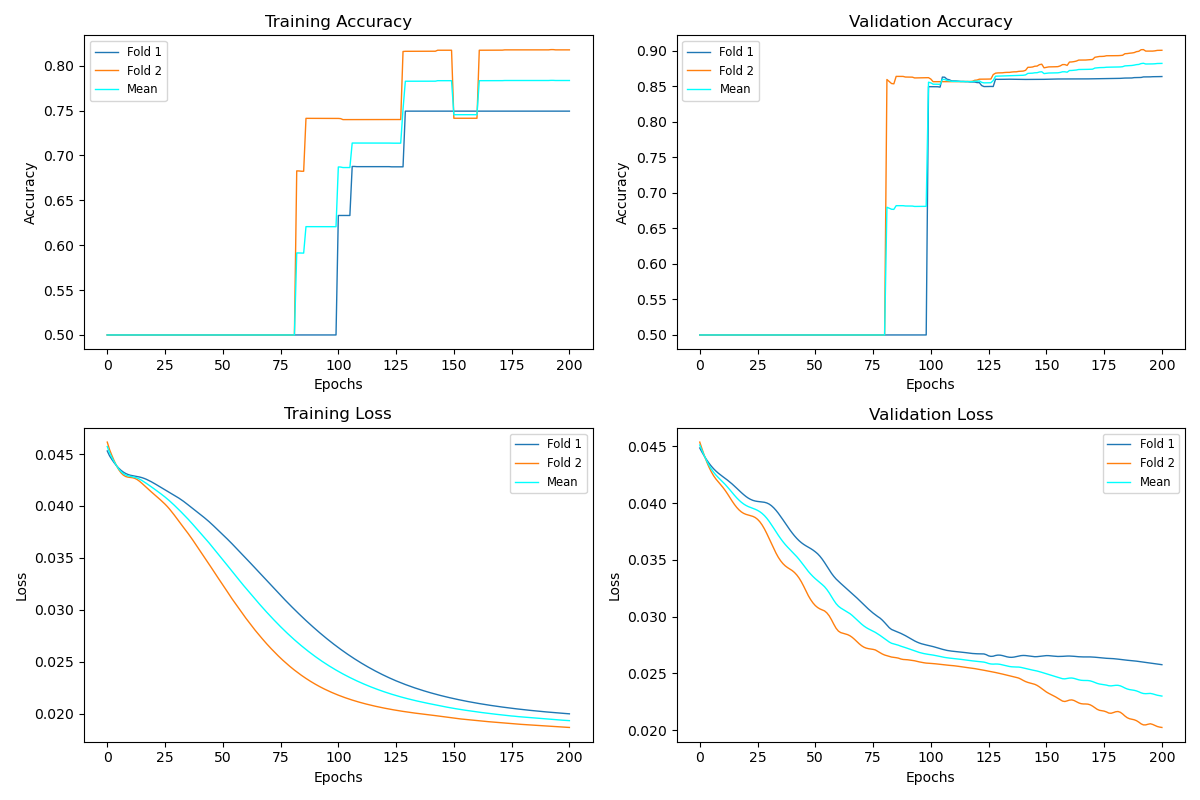 Training Accuracy
Fold 1
Fold 2
Mean
0.80
0.75
0.70
0.65
0.60
0.55
0.50
Accuracy
0 25 50 75 100 125 150 175 200
Epochs
Validation Accuracy
Fold 1
Fold 2
Mean
0.90
0.85
0.80
0.75
0.70
0.65
0.60
0.55
0.50
Accuracy
0 25 50 75 100 125 150 175 200
Epochs
Training Loss
Fold 1
Fold 2
Mean
0.045
0.040
0.035
0.030
0.025
0.020
Loss
0 25 50 75 100 125 150 175 200
Epochs
Validation Loss
Fold 1
Fold 2
Mean
0.045
0.040
0.035
0.030
0.025
0.020
Loss
0 25 50 75 100 125 150 175 200
Epochs